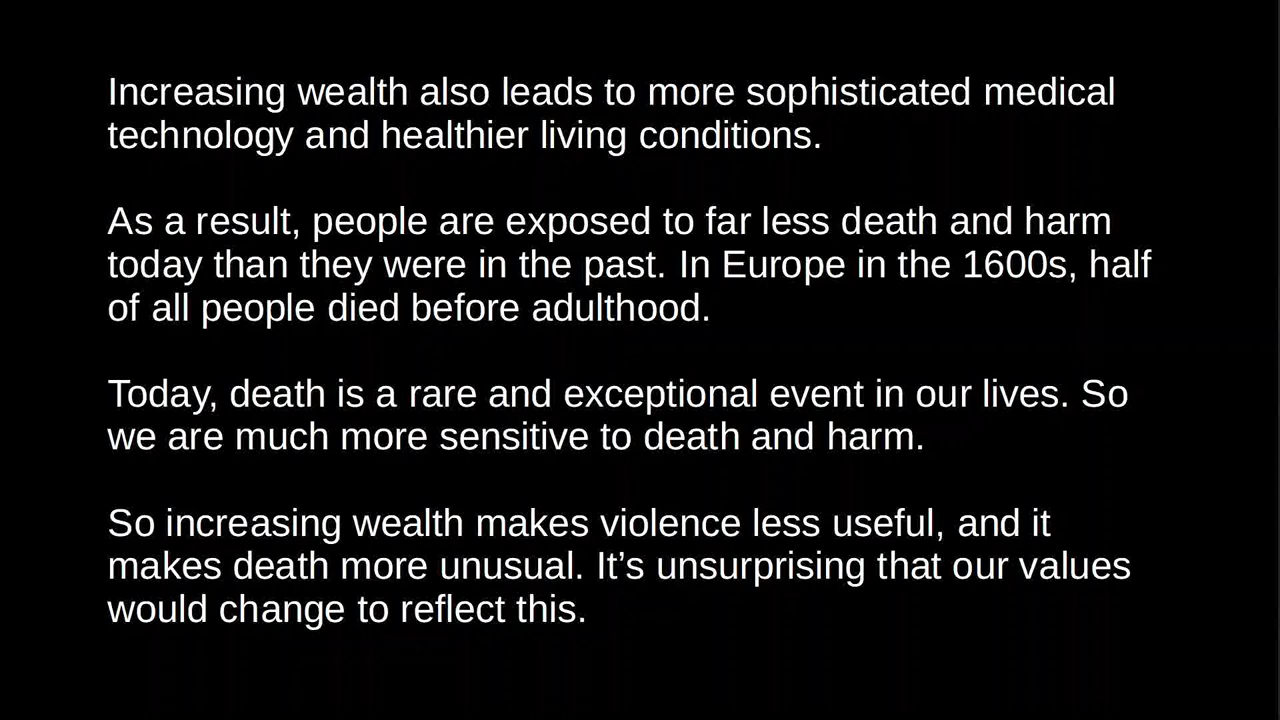 Increasing wealth also leads to more sophisticated medical
technology and healthier living conditions.
As a result, people are exposed to far less death and harm
today than they were in the past. In Europe in the 1600s, half
of all people died before adulthood.
Today, death is a rare and exceptional event in our lives. So
we are much more sensitive to death and harm.
So increasing wealth makes violence less useful, and it
makes death more unusual. It’s unsurprising that our values
would change to reflect this.